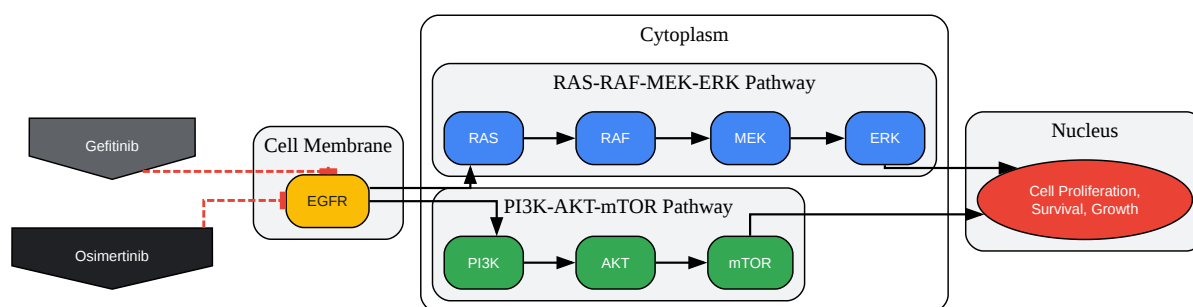 Cytoplasm
RAS-RAF-MEK-ERK Pathway
RAS
RAF
MEK
ERK
Gefitinib
Cell Membrane
EGFR
Nucleus
Cell Proliferation,
Survival, Growth
PI3K-AKT-mTOR Pathway
Osimertinib
PI3K
AKT
mTOR